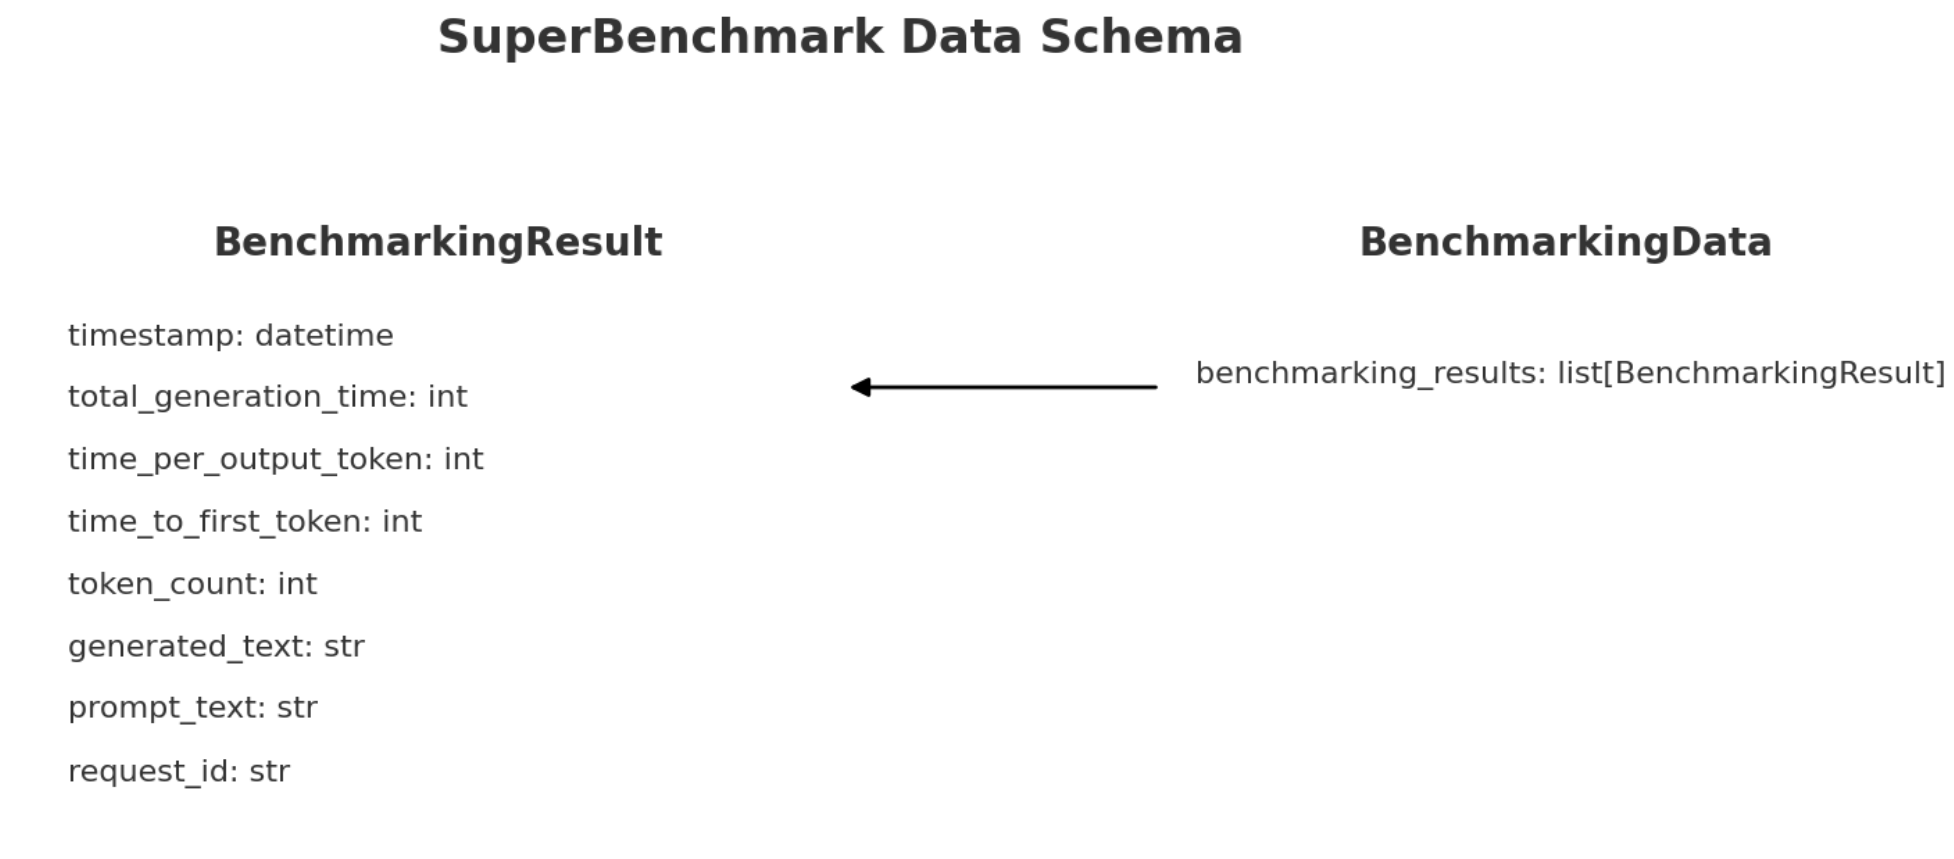 SuperBenchmark Data Schema
BenchmarkingResult
timestamp: datetime
total_generation_time: int
time_per_output_token: int
time_to_first_token: int
token_count: int
generated_text: str
prompt_text: str
request_id: str
BenchmarkingData
benchmarking_results: list[BenchmarkingResult]